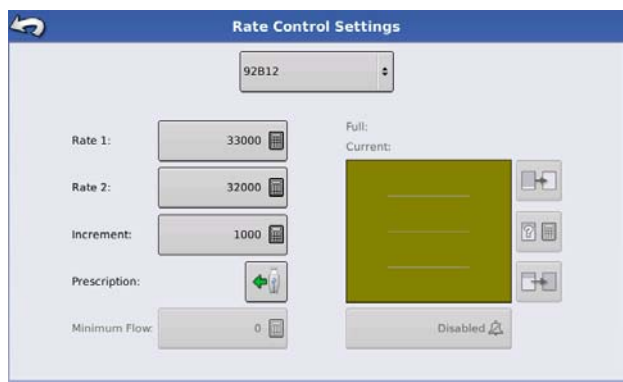 Rate Control Settings
92B12
Rate 1:
33000
Rate 2:
32000
Increment:
1000
Prescription:
Minimum Flow:
0
Full:
Current:
?
Disabled